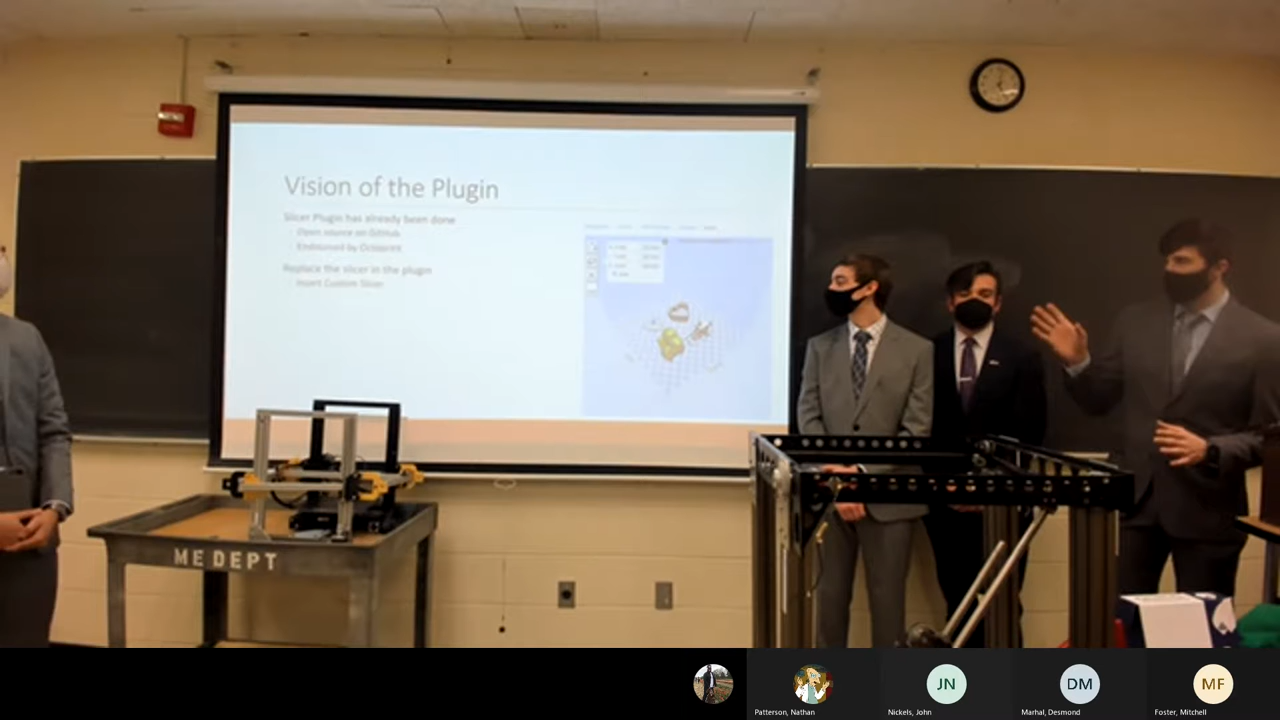 Vision of the Plugin
Slicer Plugin has already been done
Open source on GitHub
Endorsed by Octoprint
Replace the slicer in the plugin
Insert Custom Slicer
ME DEPT
JN
DM
MF
Patterson, Nathan
Nickels, John
Marhal, Desmond
Foster, Mitchell